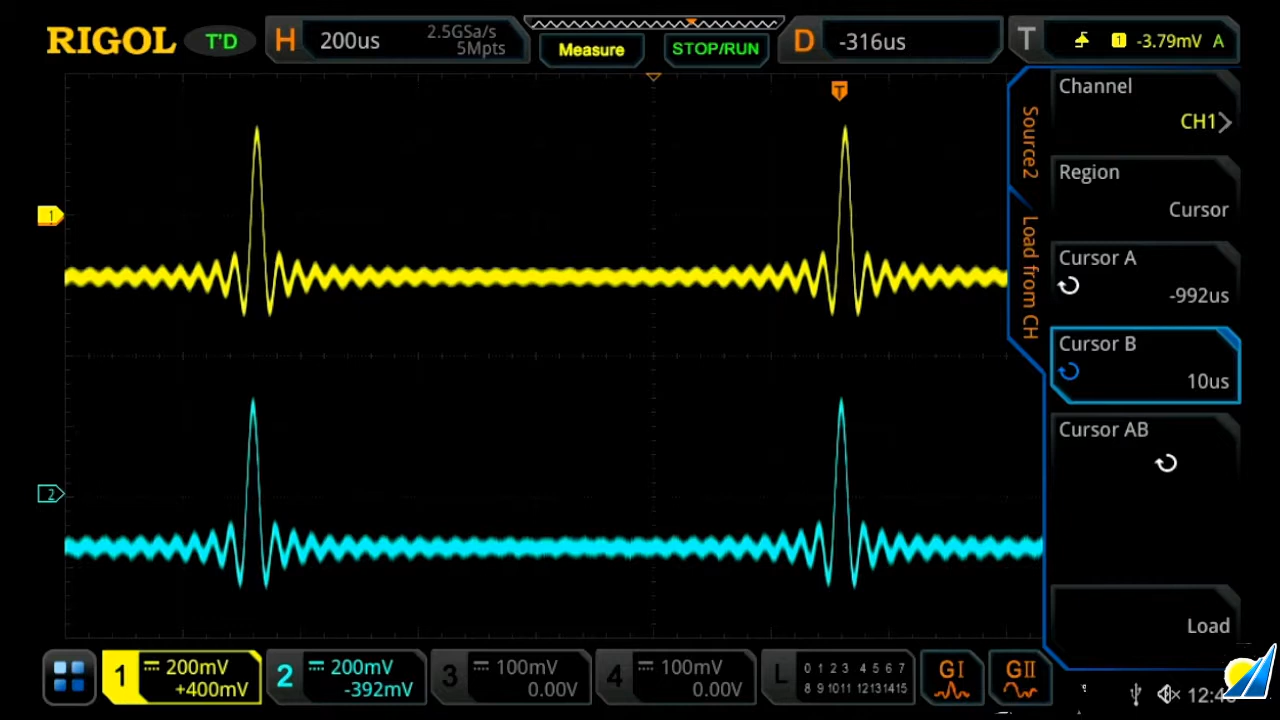 RIGOL T'D H 200us 2.5GSa/s 5Mpts Measure STOP/RUN D -316us T 1 -3.79mV A
T
Source2
Load from CH
Channel
CH1
Region
Cursor
Cursor A
-992us
Cursor B
10us
Cursor AB
Load
1
2
1 200mV 2 200mV 3 100mV 4 100mV L 0 1 2 3 4 5 6 7 GI GII
+400mV -392mV 0.00V 0.00V 8 9 10 11 12 13 14 15